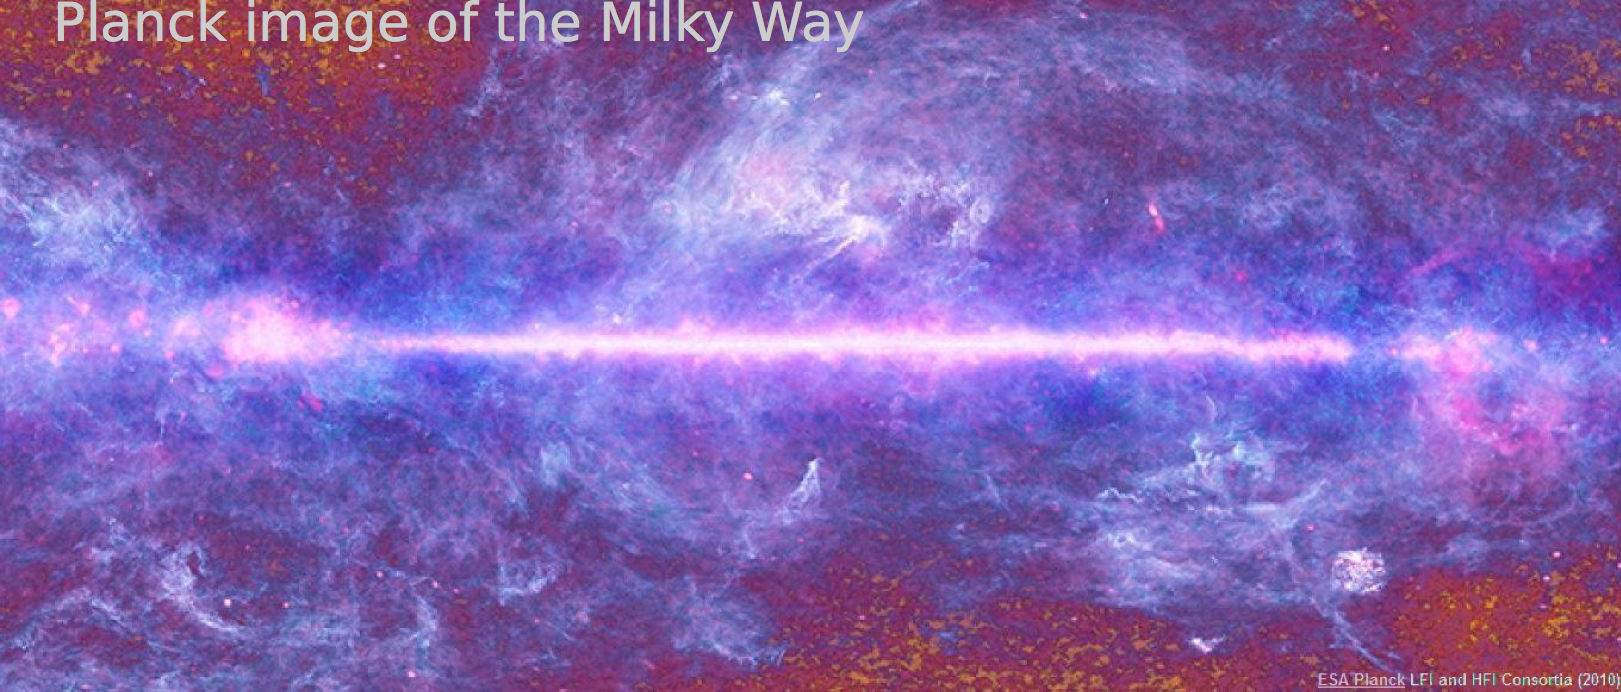 Planck image of the Milky Way
ESA Planck LFI and HFI Consortia (2010)